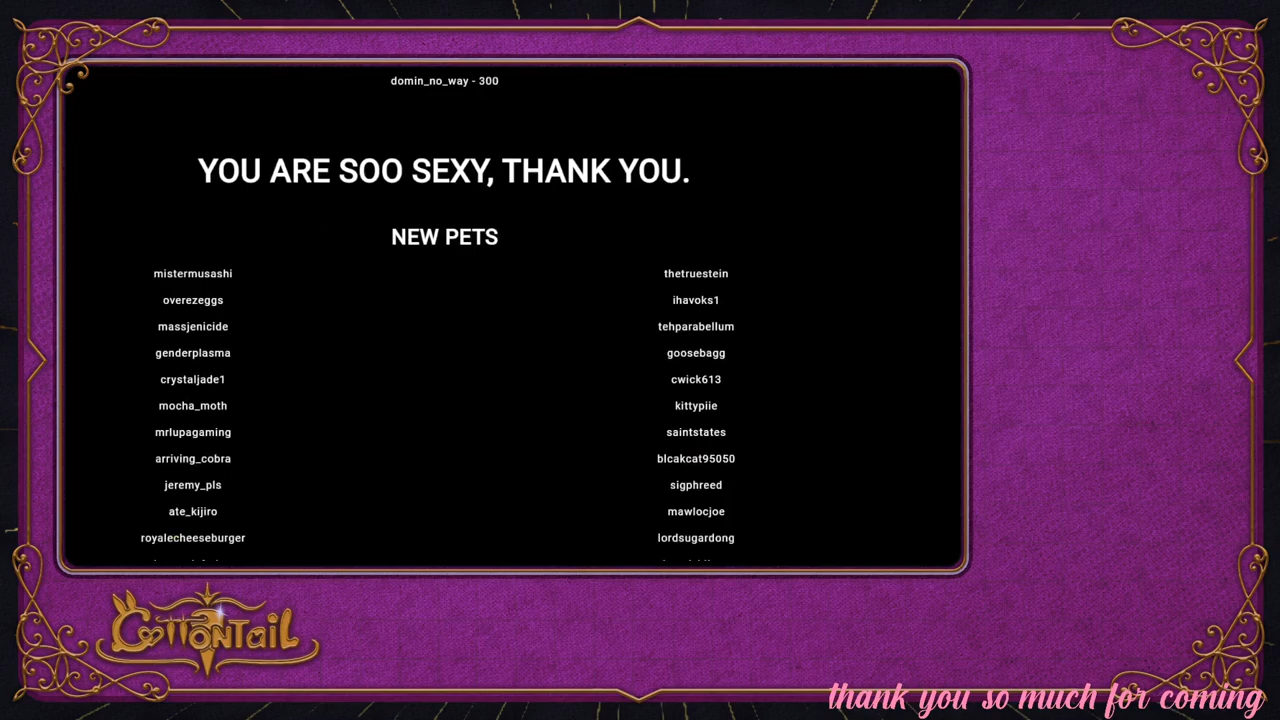 domin_no_way - 300
YOU ARE SOO SEXY, THANK YOU.
NEW PETS
mistermusashi
thetruestein
overezeggs
ihavoks1
massjenicide
tehparabellum
genderplasma
goosebagg
crystaljade1
cwick613
mocha_moth
kittypiie
mrlupagaming
saintstates
arriving_cobra
blcakcat95050
jeremy_pls
sigphreed
ate_kijiro
mawlocjoe
royalecheeseburger
lordsugardong
CottonTail
thank you so much for coming